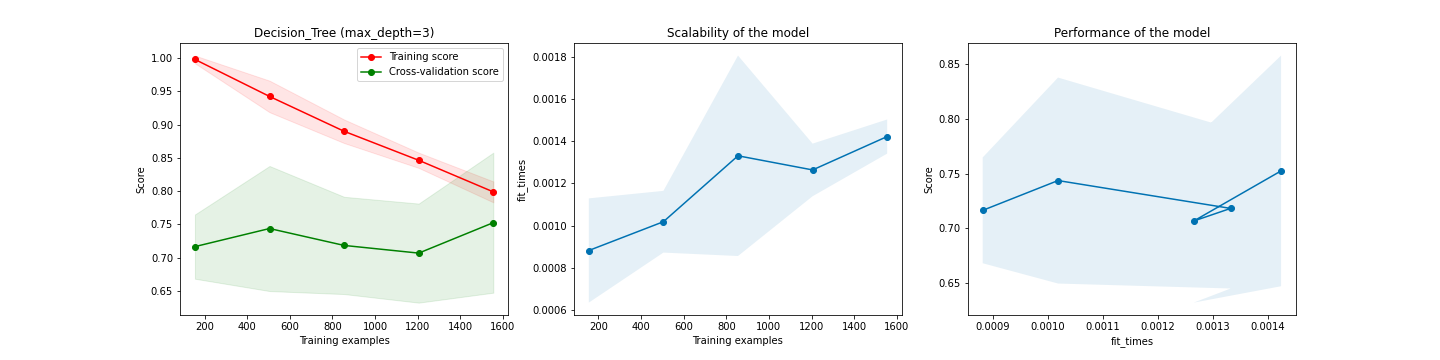 Decision_Tree (max_depth=3)
Training score
Cross-validation score
1.00
0.95
0.90
0.85
0.80
0.75
0.70
0.65
Score
200 400 600 800 1000 1200 1400 1600
Training examples
Scalability of the model
0.0018
0.0016
0.0014
0.0012
0.0010
0.0008
0.0006
fit_times
200 400 600 800 1000 1200 1400 1600
Training examples
Performance of the model
0.85
0.80
0.75
0.70
0.65
Score
0.0009 0.0010 0.0011 0.0012 0.0013 0.0014
fit_times